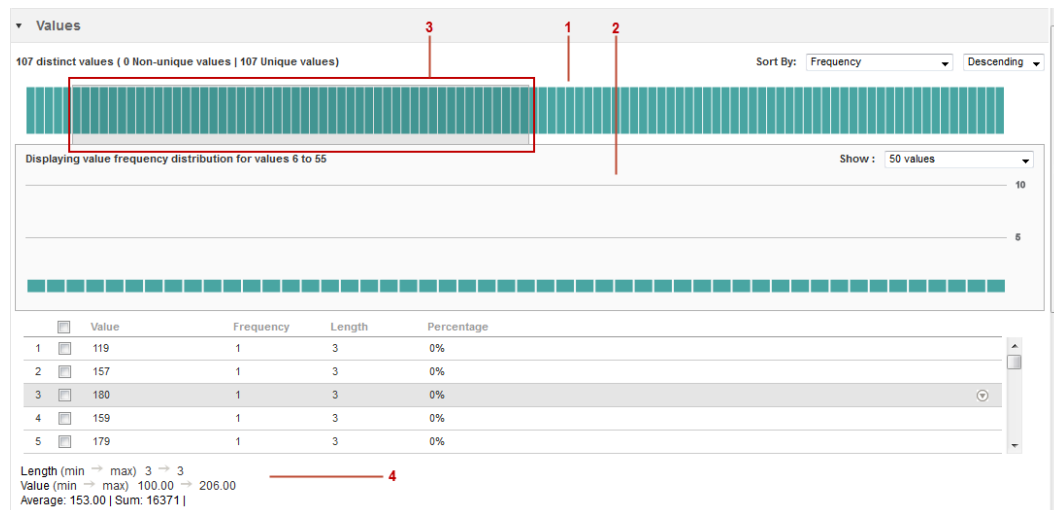 Values
3 1 2
107 distinct values ( 0 Non-unique values | 107 Unique values)
Sort By: Frequency Descending
Displaying value frequency distribution for values 6 to 55
Show : 50 values
10
5
Value Frequency Length Percentage
1 119 1 3 0%
2 157 1 3 0%
3 180 1 3 0%
4 159 1 3 0%
5 179 1 3 0%
Length (min → max) 3 → 3
4
Value (min → max) 100.00 → 206.00
Average: 153.00 | Sum: 16371 |